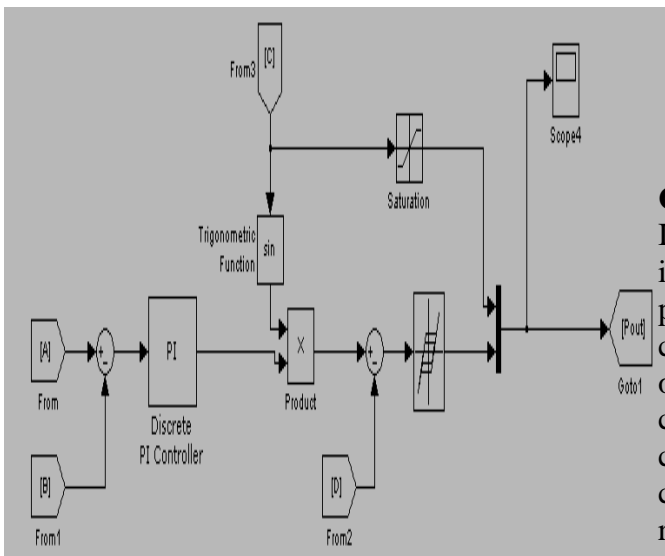 [C]
From3
Scope4
Saturation
Trigonometric
Function
sin
[A]
From
+
-
PI
Discrete
PI Controller
X
Product
+
-
[Pout]
Goto1
[B]
From1
[D]
From2